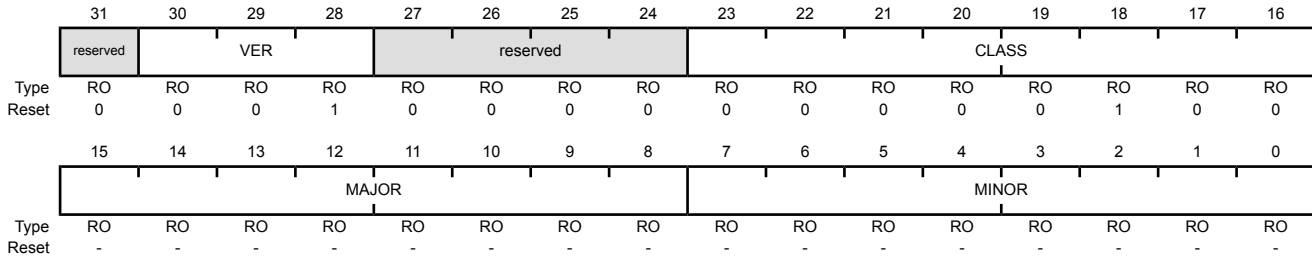 31 30 29 28 27 26 25 24 23 22 21 20 19 18 17 16
reserved VER reserved CLASS
Type RO RO RO RO RO RO RO RO RO RO RO RO RO RO RO RO
Reset 0 0 0 1 0 0 0 0 0 0 0 0 0 1 0 0
15 14 13 12 11 10 9 8 7 6 5 4 3 2 1 0
MAJOR MINOR
Type RO RO RO RO RO RO RO RO RO RO RO RO RO RO RO RO
Reset - - - - - - - - - - - - - - - -